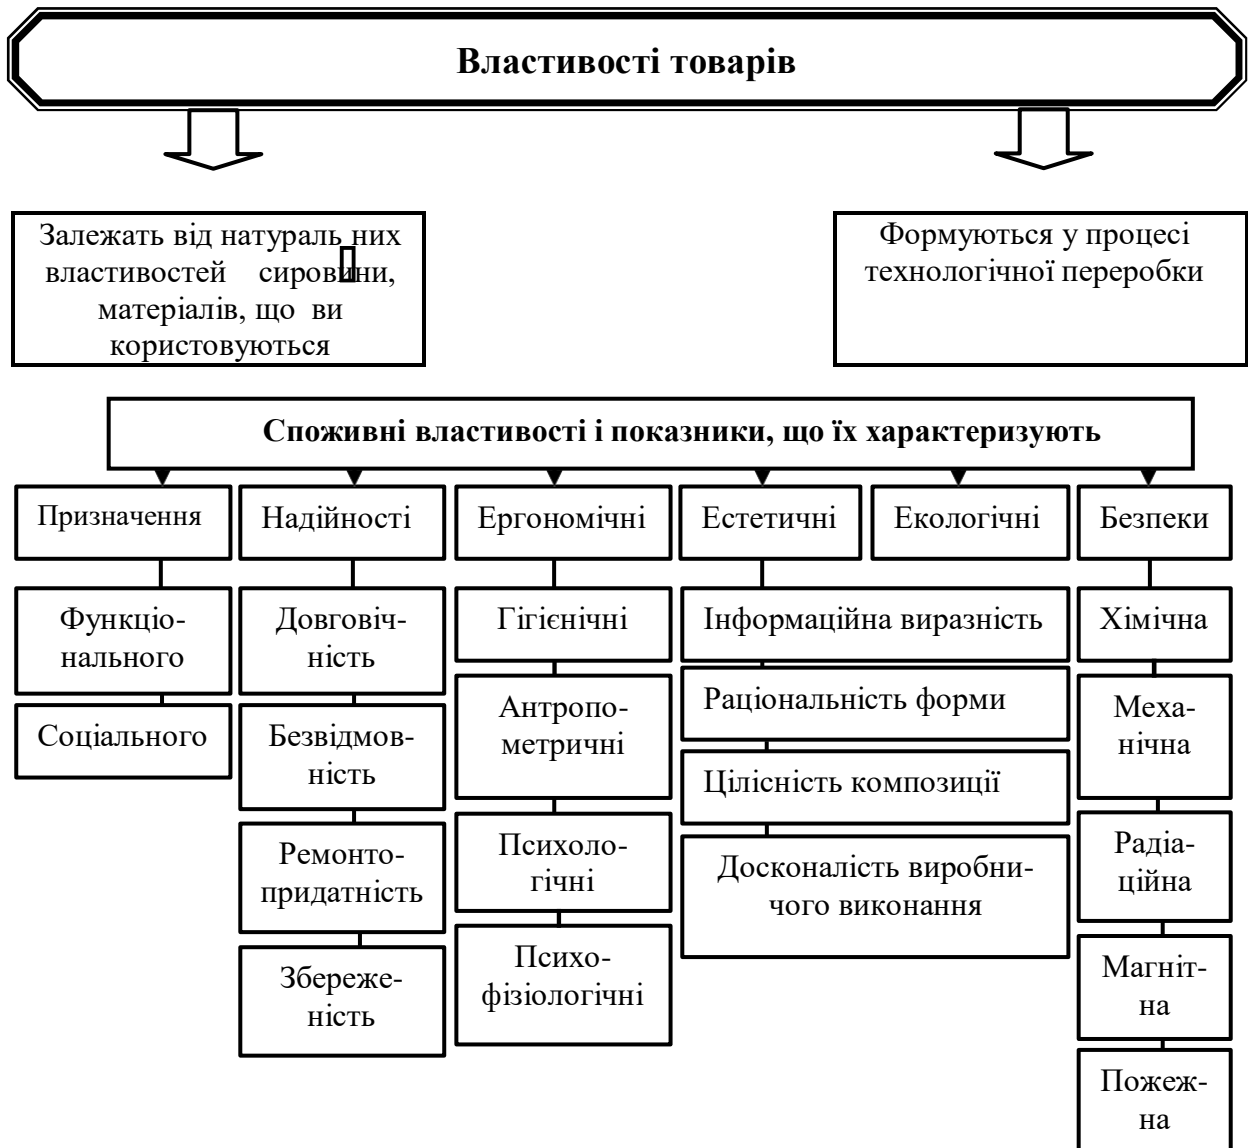 Властивості товарів
Залежать від натураль них
властивостей сировини,
матеріалів, що ви
користовуються
Формуються у процесі
технологічної переробки
Споживні властивості і показники, що їх характеризують
Призначення
Надійності
Ергономічні
Естетичні
Екологічні
Безпеки
Функціо-
нального
Соціального
Довговіч-
ність
Безвідмов-
ність
Ремонто-
придатність
Збереже-
ність
Гігієнічні
Антропо-
метричні
Психоло-
гічні
Психо-
фізіологічні
Інформаційна виразність
Раціональність форми
Цілісність композиції
Досконалість виробни-
чого виконання
Хімічна
Меха-
нічна
Радіа-
ційна
Магніт-
на
Пожеж-
на